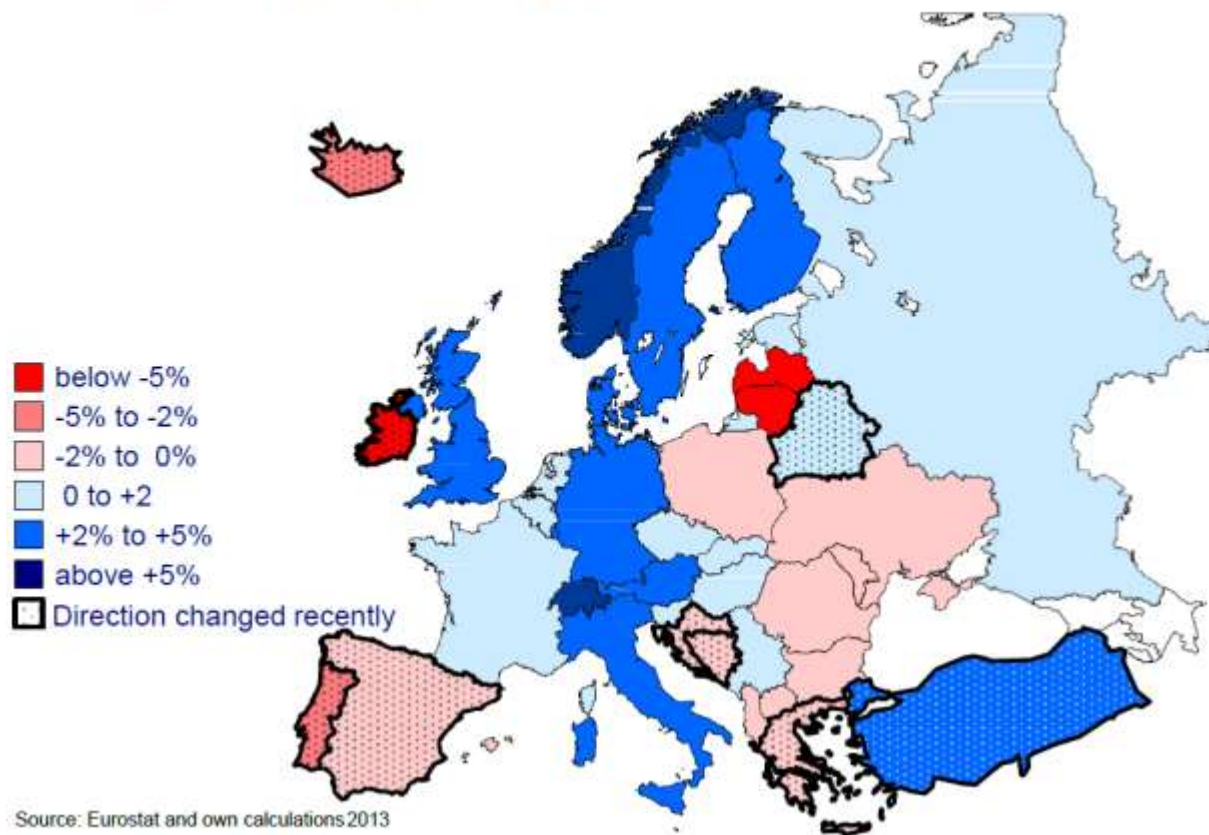 below -5%
-5% to -2%
-2% to 0%
0 to +2
+2% to +5%
above +5%
Direction changed recently
Source: Eurostat and own calculations 2013